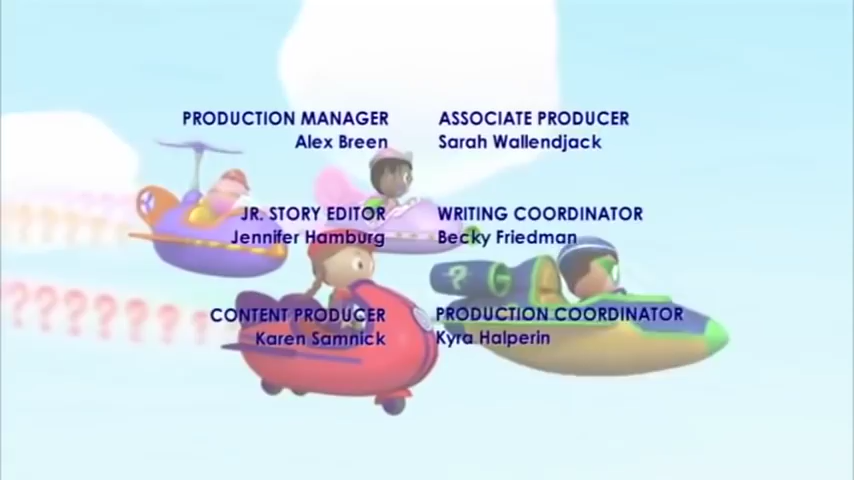 PRODUCTION MANAGER
Alex Breen
ASSOCIATE PRODUCER
Sarah Wallendjack
JR. STORY EDITOR
Jennifer Hamburg
WRITING COORDINATOR
Becky Friedman
CONTENT PRODUCER
Karen Samnick
PRODUCTION COORDINATOR
Kyra Halperin
????????
?